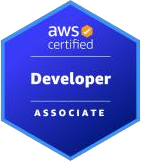 aws
certified
Developer
ASSOCIATE